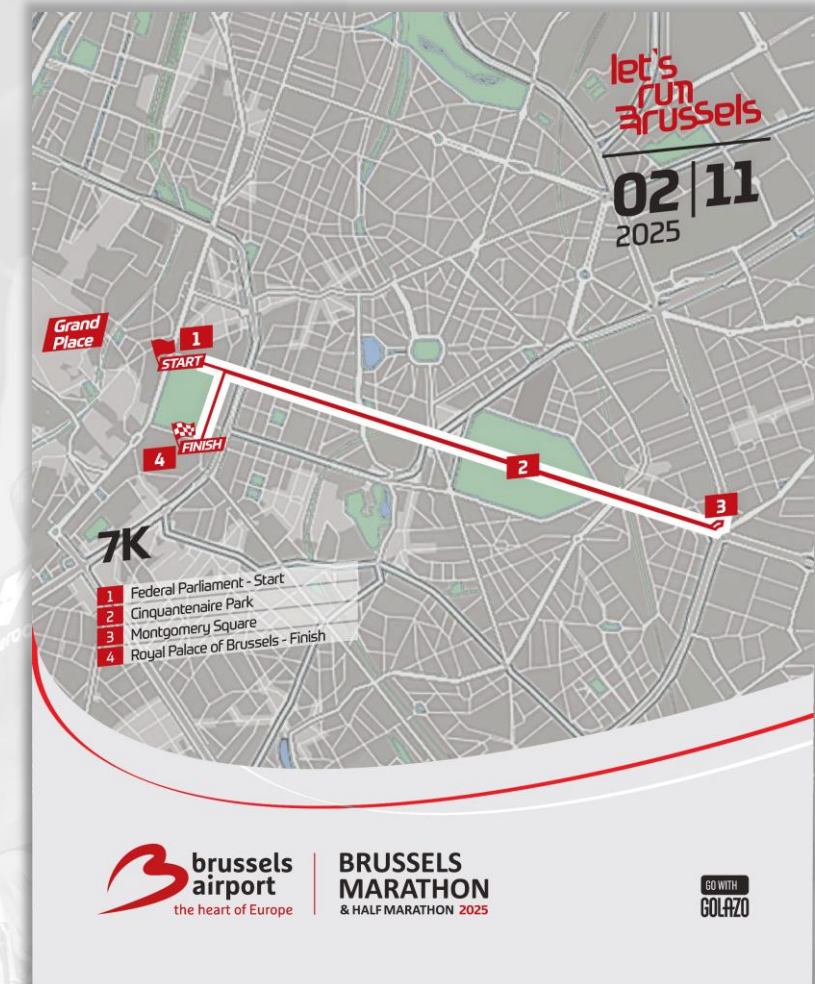 let's
run
Brussels
02|11
2025
Grand
Place
1
START
4
FINISH
2
3
7K
1 Federal Parliament - Start
2 Cinquantenaire Park
3 Montgomery Square
4 Royal Palace of Brussels - Finish
brussels
airport
the heart of Europe
BRUSSELS
MARATHON
& HALF MARATHON 2025
GO WITH
GOLAZO